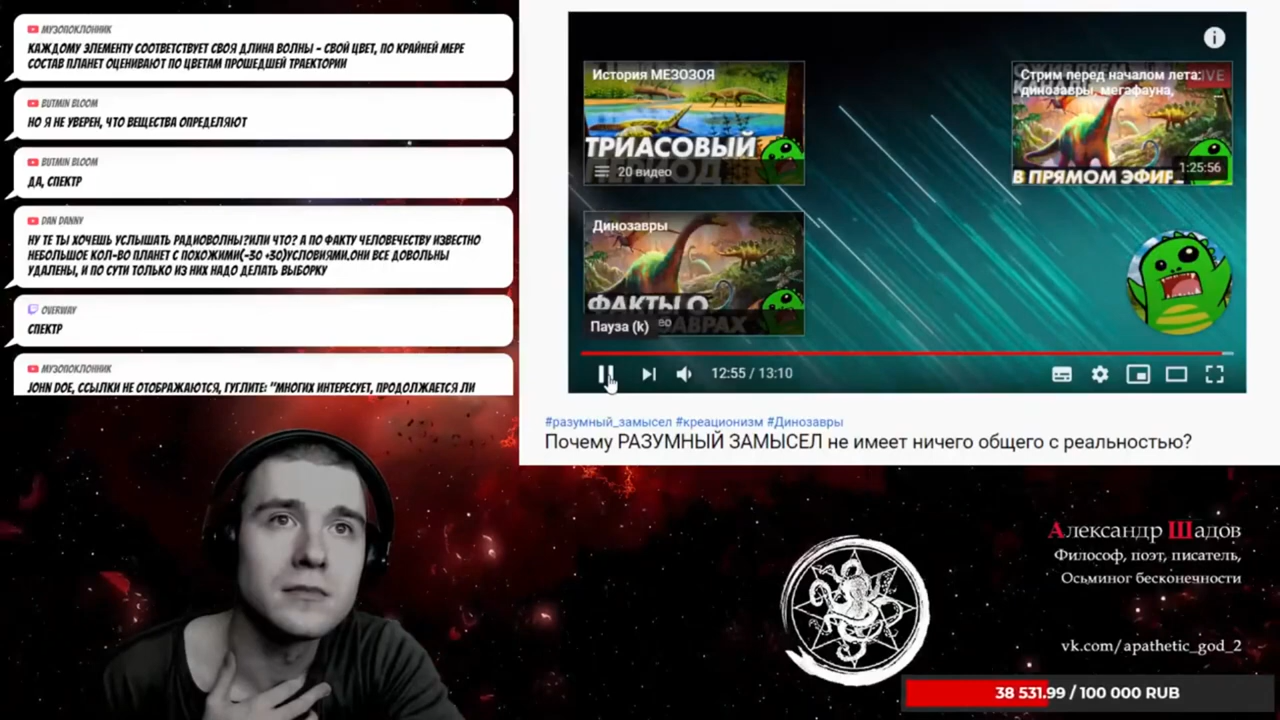 МУЗОПОКЛОННИК
КАЖДОМУ ЭЛЕМЕНТУ СООТВЕТСТВУЕТ СВОЯ ДЛИНА ВОЛНЫ - СВОЙ ЦВЕТ, ПО КРАЙНЕЙ МЕРЕ
СОСТАВ ПЛАНЕТ ОЦЕНИВАЮТ ПО ЦВЕТАМ ПРОШЕДШЕЙ ТРАЕКТОРИИ
BUTMIN BLOOM
НО Я НЕ УВЕРЕН, ЧТО ВЕЩЕСТВА ОПРЕДЕЛЯЮТ
BUTMIN BLOOM
ДА, СПЕКТР
DAN DANNY
НУ ТЕ ТЫ ХОЧЕШЬ УСЛЫШАТЬ РАДИОВОЛНЫ?ИЛИ ЧТО? А ПО ФАКТУ ЧЕЛОВЕЧЕСТВУ ИЗВЕСТНО
НЕБОЛЬШОЕ КОЛ-ВО ПЛАНЕТ С ПОХОЖИМИ(-30 +30)УСЛОВИЯМИ.ОНИ ВСЕ ДОВОЛЬНЫ
УДАЛЕНЫ, И ПО СУТИ ТОЛЬКО ИЗ НИХ НАДО ДЕЛАТЬ ВЫБОРКУ
OVERWAY
СПЕКТР
МУЗОПОКЛОННИК
JOHN DOE, ССЫЛКИ НЕ ОТОБРАЖАЮТСЯ, ГУГЛИТЕ: "МНОГИХ ИНТЕРЕСУЕТ, ПРОДОЛЖАЕТСЯ ЛИ
История МЕЗОЗОЯ
ТРИАСОВЫЙ
ПЕРИОД
20 видео
Стрим перед началом лета:
динозавры, мегафауна,
LIVE
В ПРЯМОМ ЭФИР
1:25:56
Динозавры
ФАКТЫ О
ЗАВРАХ
Пауза (k)
12:55 / 13:10
#разумный_замысел #креационизм #Динозавры
Почему РАЗУМНЫЙ ЗАМЫСЕЛ не имеет ничего общего с реальностью?
Александр Шадов
Философ, поэт, писатель,
Осьминог бесконечности
vk.com/apathetic_god_2
38 531.99 / 100 000 RUB